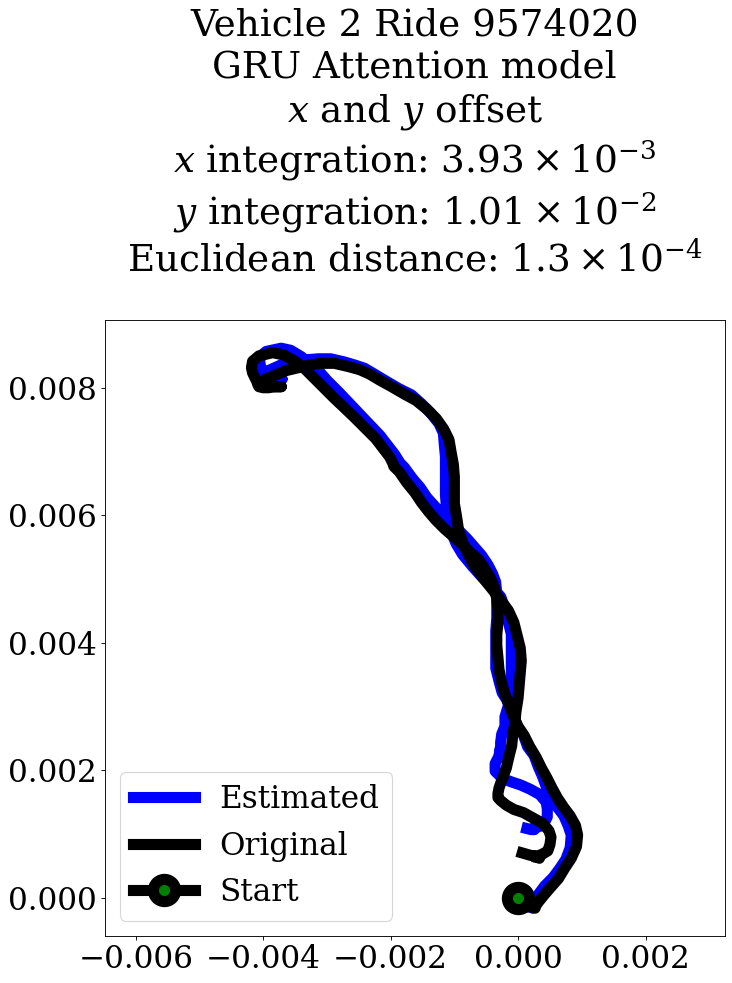 Vehicle 2 Ride 9574020
GRU Attention model
x and y offset
x integration: 3.93 × 10⁻³
y integration: 1.01 × 10⁻²
Euclidean distance: 1.3 × 10⁻⁴
0.008
0.006
0.004
0.002
0.000
Estimated
Original
Start
−0.006 −0.004 −0.002 0.000 0.002